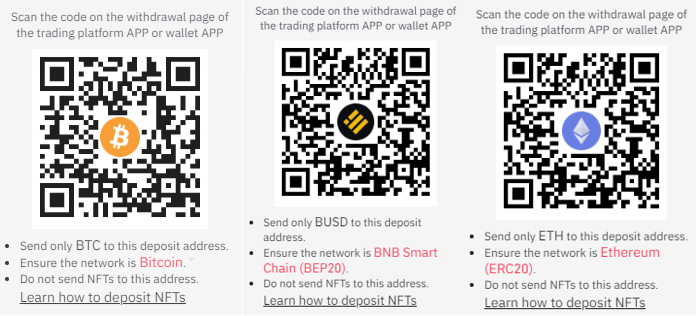 Scan the code on the withdrawal page of
the trading platform APP or wallet APP
Send only BTC to this deposit address.
Ensure the network is Bitcoin.
Do not send NFTs to this address.
Learn how to deposit NFTs
Scan the code on the withdrawal page of
the trading platform APP or wallet APP
Send only BUSD to this deposit
address.
Ensure the network is BNB Smart
Chain (BEP20).
Do not send NFTs to this address.
Learn how to deposit NFTs
Scan the code on the withdrawal page of
the trading platform APP or wallet APP
Send only ETH to this deposit address.
Ensure the network is Ethereum
(ERC20).
Do not send NFTs to this address.
Learn how to deposit NFTs